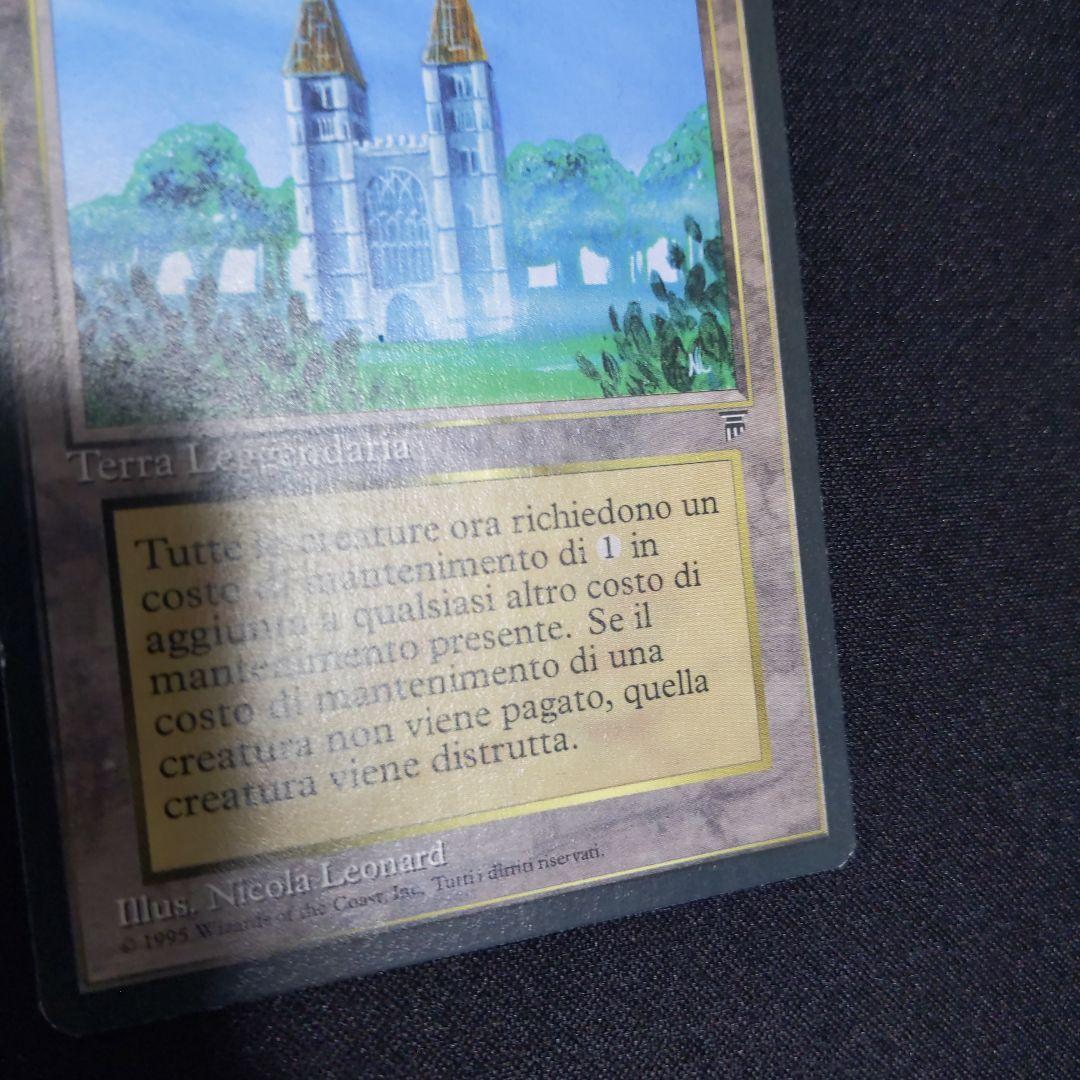 Terra Leggendaria
Tutte le creature ora richiedono un
costo di mantenimento di 1 in
aggiunta a qualsiasi altro costo di
mantenimento presente. Se il
costo di mantenimento di una
creatura non viene pagato, quella
creatura viene distrutta.
Illus. Nicola Leonard
© 1995 Wizards of the Coast, Inc. Tutti i diritti riservati.
NL